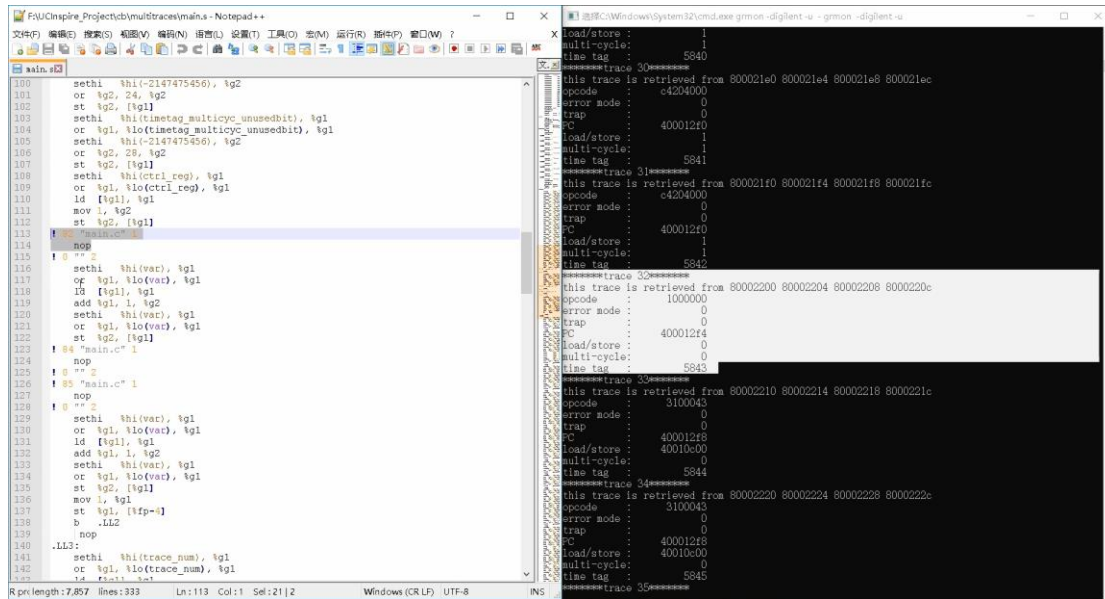 F:\UCInspire_Project\cb\multitraces\main.s - Notepad++
文件(F) 编辑(E) 搜索(S) 视图(V) 编码(N) 语言(L) 设置(T) 工具(O) 宏(M) 运行(R) 插件(P) 窗口(W) ?
X
main.s
100 sethi %hi(-2147475456), %g2
101 or %g2, 24, %g2
102 st %g2, [%g1]
103 sethi %hi(timetag_multicyc_unusedbit), %g1
104 or %g1, %lo(timetag_multicyc_unusedbit), %g1
105 sethi %hi(-2147475456), %g2
106 or %g2, 28, %g2
107 st %g2, [%g1]
108 sethi %hi(ctrl_reg), %g1
109 or %g1, %lo(ctrl_reg), %g1
110 ld [%g1], %g1
111 mov 1, %g2
112 st %g2, [%g1]
113 ! 82 "main.c" 1
114 nop
115 ! 0 "" 2
116 sethi %hi(var), %g1
117 or %g1, %lo(var), %g1
118 ld [%g1], %g1
119 add %g1, 1, %g2
120 sethi %hi(var), %g1
121 or %g1, %lo(var), %g1
122 st %g2, [%g1]
123 ! 84 "main.c" 1
124 nop
125 ! 0 "" 2
126 ! 85 "main.c" 1
127 nop
128 ! 0 "" 2
129 sethi %hi(var), %g1
130 or %g1, %lo(var), %g1
131 ld [%g1], %g1
132 add %g1, 1, %g2
133 sethi %hi(var), %g1
134 or %g1, %lo(var), %g1
135 st %g2, [%g1]
136 mov 1, %g1
137 st %g1, [%fp-4]
138 b .LL2
139 nop
140 .LL3:
141 sethi %hi(trace_num), %g1
142 or %g1, %lo(trace_num), %g1
143 ld [%g1], %g1
R prc length : 7,857 lines : 333 Ln : 113 Col : 1 Sel : 21 | 2 Windows (CR LF) UTF-8 INS
选择C:\Windows\System32\cmd.exe grmon -digilent -u - grmon -digilent -u
load/store : 1
multi-cycle: 1
time tag : 5840
*******trace 30*******
this trace is retrieved from 800021e0 800021e4 800021e8 800021ec
opcode : c4204000
error mode : 0
trap : 0
PC : 400012f0
load/store : 1
multi-cycle: 1
time tag : 5841
*******trace 31*******
this trace is retrieved from 800021f0 800021f4 800021f8 800021fc
opcode : c4204000
error mode : 0
trap : 0
PC : 400012f0
load/store : 1
multi-cycle: 1
time tag : 5842
*******trace 32*******
this trace is retrieved from 80002200 80002204 80002208 8000220c
opcode : 1000000
error mode : 0
trap : 0
PC : 400012f4
load/store : 0
multi-cycle: 0
time tag : 5843
*******trace 33*******
this trace is retrieved from 80002210 80002214 80002218 8000221c
opcode : 3100043
error mode : 0
trap : 0
PC : 400012f8
load/store : 40010c00
multi-cycle: 0
time tag : 5844
*******trace 34*******
this trace is retrieved from 80002220 80002224 80002228 8000222c
opcode : 3100043
error mode : 0
trap : 0
PC : 400012f8
load/store : 40010c00
multi-cycle: 0
time tag : 5845
*******trace 35*******